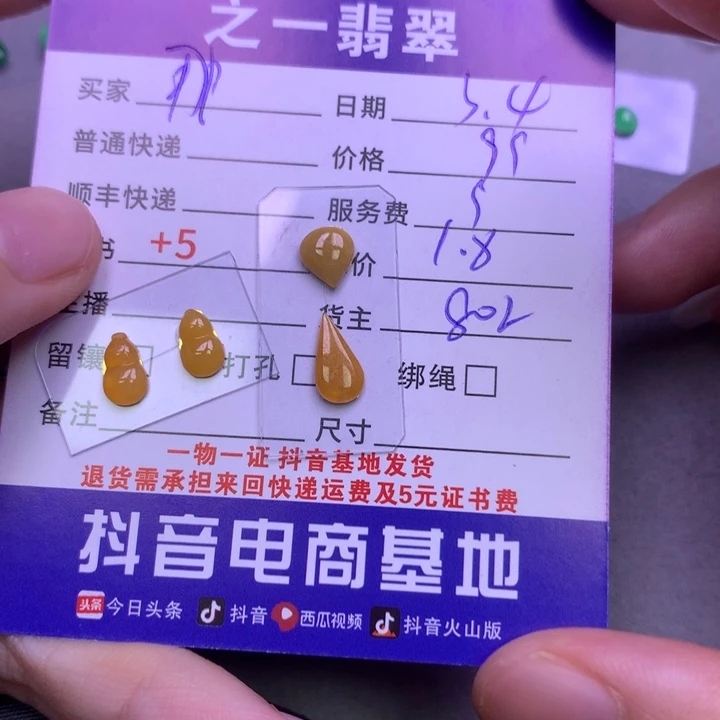 之一翡翠
买家 日期 5.4
普通快递 价格 95
顺丰快递 服务费 5
书 +5 价 1.8
主播 货主 802
留镶 打孔 绑绳
备注 尺寸
一物一证 抖音基地发货
退货需承担来回快递运费及5元证书费
抖音电商基地
头条 今日头条 抖音 西瓜视频 抖音火山版